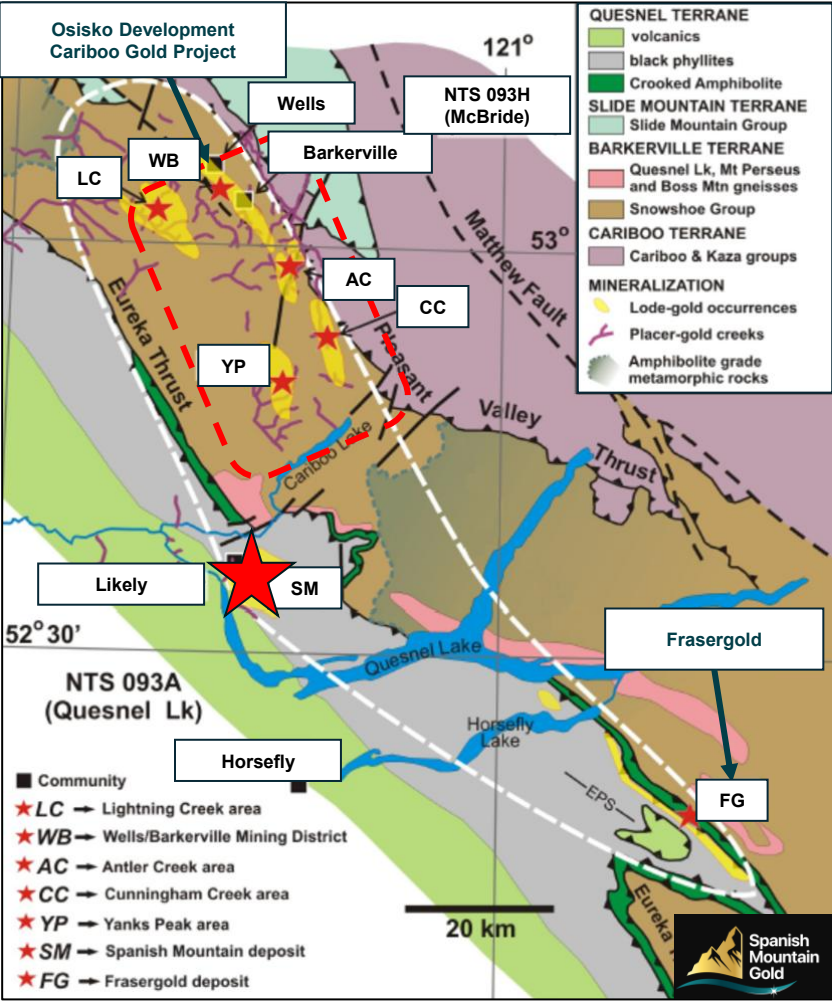 Osisko Development
Cariboo Gold Project
121°
Wells
NTS 093H
(McBride)
WB
Barkerville
LC
53°
Matthew Fault
AC
CC
Eureka Thrust
YP
Pleasant
Valley
Thrust
Cariboo Lake
Likely
SM
52°30'
Quesnel Lake
Frasergold
NTS 093A
(Quesnel Lk)
Horsefly
Lake
Horsefly
EPS
FG
Eureka
QUESNEL TERRANE
volcanics
black phyllites
Crooked Amphibolite
SLIDE MOUNTAIN TERRANE
Slide Mountain Group
BARKERVILLE TERRANE
Quesnel Lk, Mt Perseus
and Boss Mtn gneisses
Snowshoe Group
CARIBOO TERRANE
Cariboo & Kaza groups
MINERALIZATION
Lode-gold occurrences
Placer-gold creeks
Amphibolite grade
metamorphic rocks
Community
LC → Lightning Creek area
WB → Wells/Barkerville Mining District
AC → Antler Creek area
CC → Cunningham Creek area
YP → Yanks Peak area
SM → Spanish Mountain deposit
FG → Frasergold deposit
20 km
Spanish
Mountain
Gold